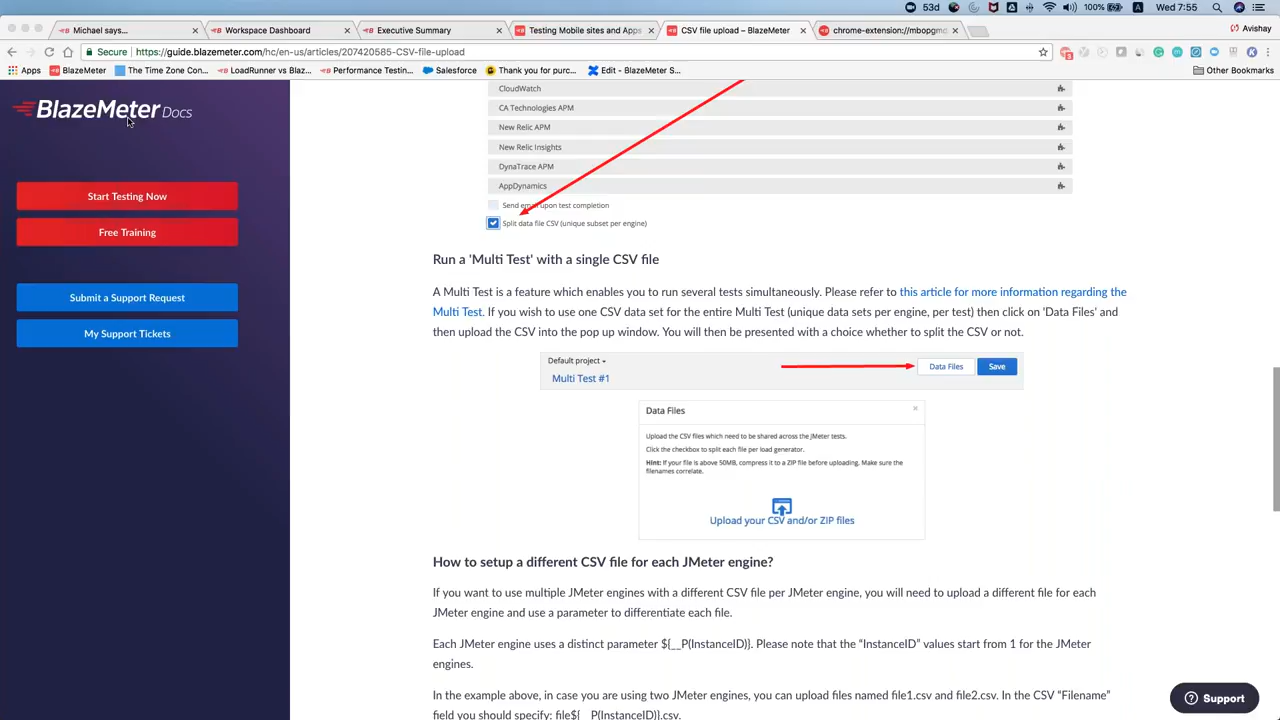 53d
100%
Wed 7:55
Michael says...
Workspace Dashboard
Executive Summary
Testing Mobile sites and Apps
CSV file upload – BlazeMeter
chrome-extension://mbopgmc
Avishay
Secure
https://guide.blazemeter.com/hc/en-us/articles/207420585-CSV-file-upload
Apps
BlazeMeter
The Time Zone Con...
LoadRunner vs Blaz...
Performance Testin...
Salesforce
Thank you for purc...
Edit - BlazeMeter S...
Other Bookmarks
BlazeMeter Docs
Start Testing Now
Free Training
Submit a Support Request
My Support Tickets
CloudWatch
CA Technologies APM
New Relic APM
New Relic Insights
DynaTrace APM
AppDynamics
Send email upon test completion
Split data file CSV (unique subset per engine)
Run a 'Multi Test' with a single CSV file
A Multi Test is a feature which enables you to run several tests simultaneously. Please refer to this article for more information regarding the
Multi Test. If you wish to use one CSV data set for the entire Multi Test (unique data sets per engine, per test) then click on 'Data Files' and
then upload the CSV into the pop up window. You will then be presented with a choice whether to split the CSV or not.
Default project
Multi Test #1
Data Files
Save
Data Files
Upload the CSV files which need to be shared across the JMeter tests.
Click the checkbox to split each file per load generator.
Hint: If your file is above 50MB, compress it to a ZIP file before uploading. Make sure the
filenames correlate.
Upload your CSV and/or ZIP files
How to setup a different CSV file for each JMeter engine?
If you want to use multiple JMeter engines with a different CSV file per JMeter engine, you will need to upload a different file for each
JMeter engine and use a parameter to differentiate each file.
Each JMeter engine uses a distinct parameter ${__P(InstanceID)}. Please note that the “InstanceID” values start from 1 for the JMeter
engines.
In the example above, in case you are using two JMeter engines, you can upload files named file1.csv and file2.csv. In the CSV “Filename”
field you should specify: file${__P(InstanceID)}.csv.
Support